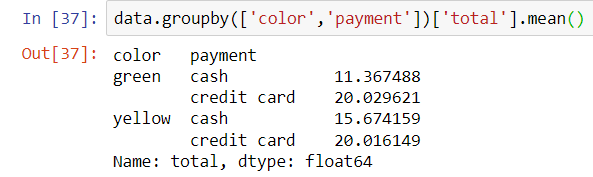 In [37]: data.groupby(['color','payment'])['total'].mean()
Out[37]: color   payment
green   cash           11.367488
        credit card    20.029621
yellow  cash           15.674159
        credit card    20.016149
Name: total, dtype: float64